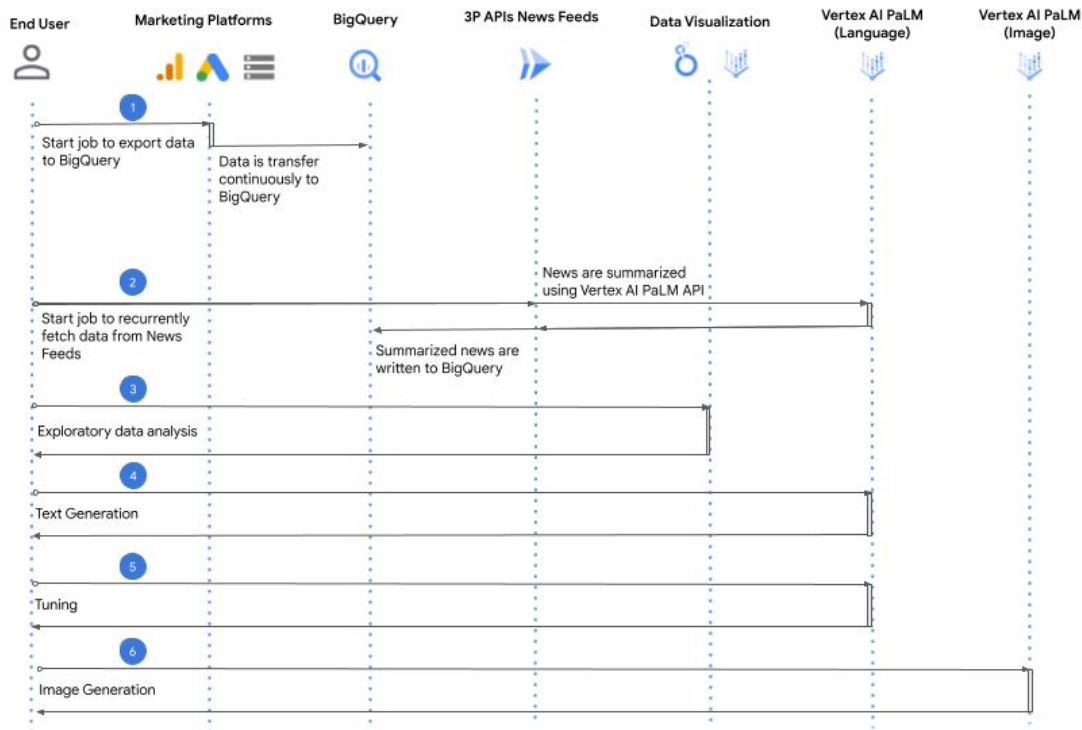 End User
Marketing Platforms
BigQuery
3P APIs News Feeds
Data Visualization
Vertex AI PaLM
(Language)
Vertex AI PaLM
(Image)
1
Start job to export data
to BigQuery
Data is transfer
continuously to
BigQuery
2
News are summarized
using Vertex AI PaLM API
Start job to recurrently
fetch data from News
Feeds
Summarized news are
written to BigQuery
3
Exploratory data analysis
4
Text Generation
5
Tuning
6
Image Generation